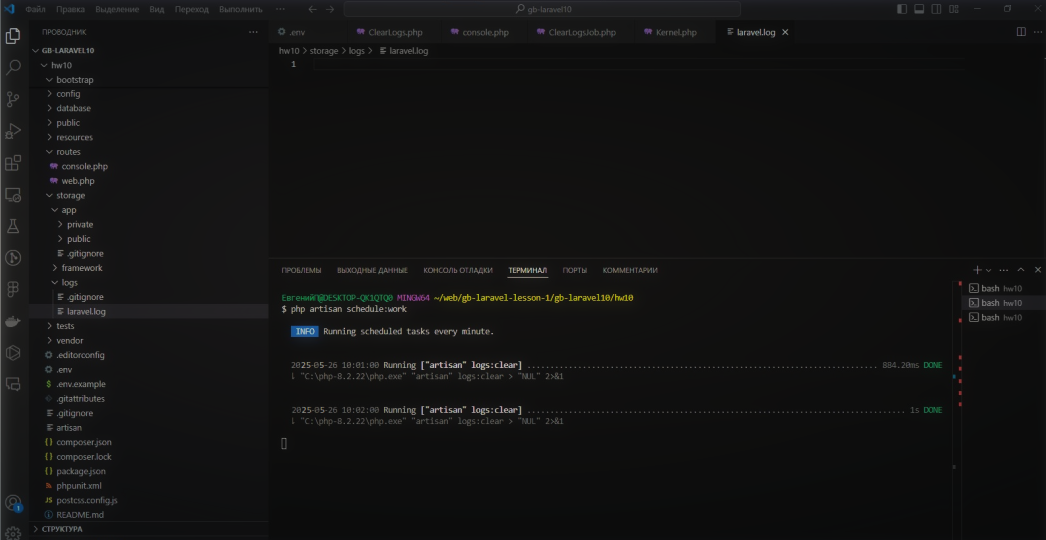 Файл Правка Выделение Вид Переход Выполнить ··· gb-laravel10
ПРОВОДНИК ···
GB-LARAVEL10
hw10
bootstrap
config
database
public
resources
routes
console.php
web.php
storage
app
private
public
.gitignore
framework
logs
.gitignore
laravel.log
tests
vendor
.editorconfig
.env
.env.example
.gitattributes
.gitignore
artisan
composer.json
composer.lock
package.json
phpunit.xml
postcss.config.js
README.md
СТРУКТУРА
1
.env ClearLogs.php console.php ClearLogsJob.php Kernel.php laravel.log
hw10 > storage > logs > laravel.log
1
ПРОБЛЕМЫ ВЫХОДНЫЕ ДАННЫЕ КОНСОЛЬ ОТЛАДКИ ТЕРМИНАЛ ПОРТЫ КОММЕНТАРИИ
MINGW64 ~/web/gb-laravel-lesson-1/gb-laravel10/hw10
$ php artisan schedule:work
INFO Running scheduled tasks every minute.
2025-05-26 10:01:00 Running ["artisan" logs:clear] 884.20ms DONE
⇂ "C:\php-8.2.22\php.exe" "artisan" logs:clear > "NUL" 2>&1
2025-05-26 10:02:00 Running ["artisan" logs:clear] 1s DONE
⇂ "C:\php-8.2.22\php.exe" "artisan" logs:clear > "NUL" 2>&1
bash hw10
bash hw10
bash hw10